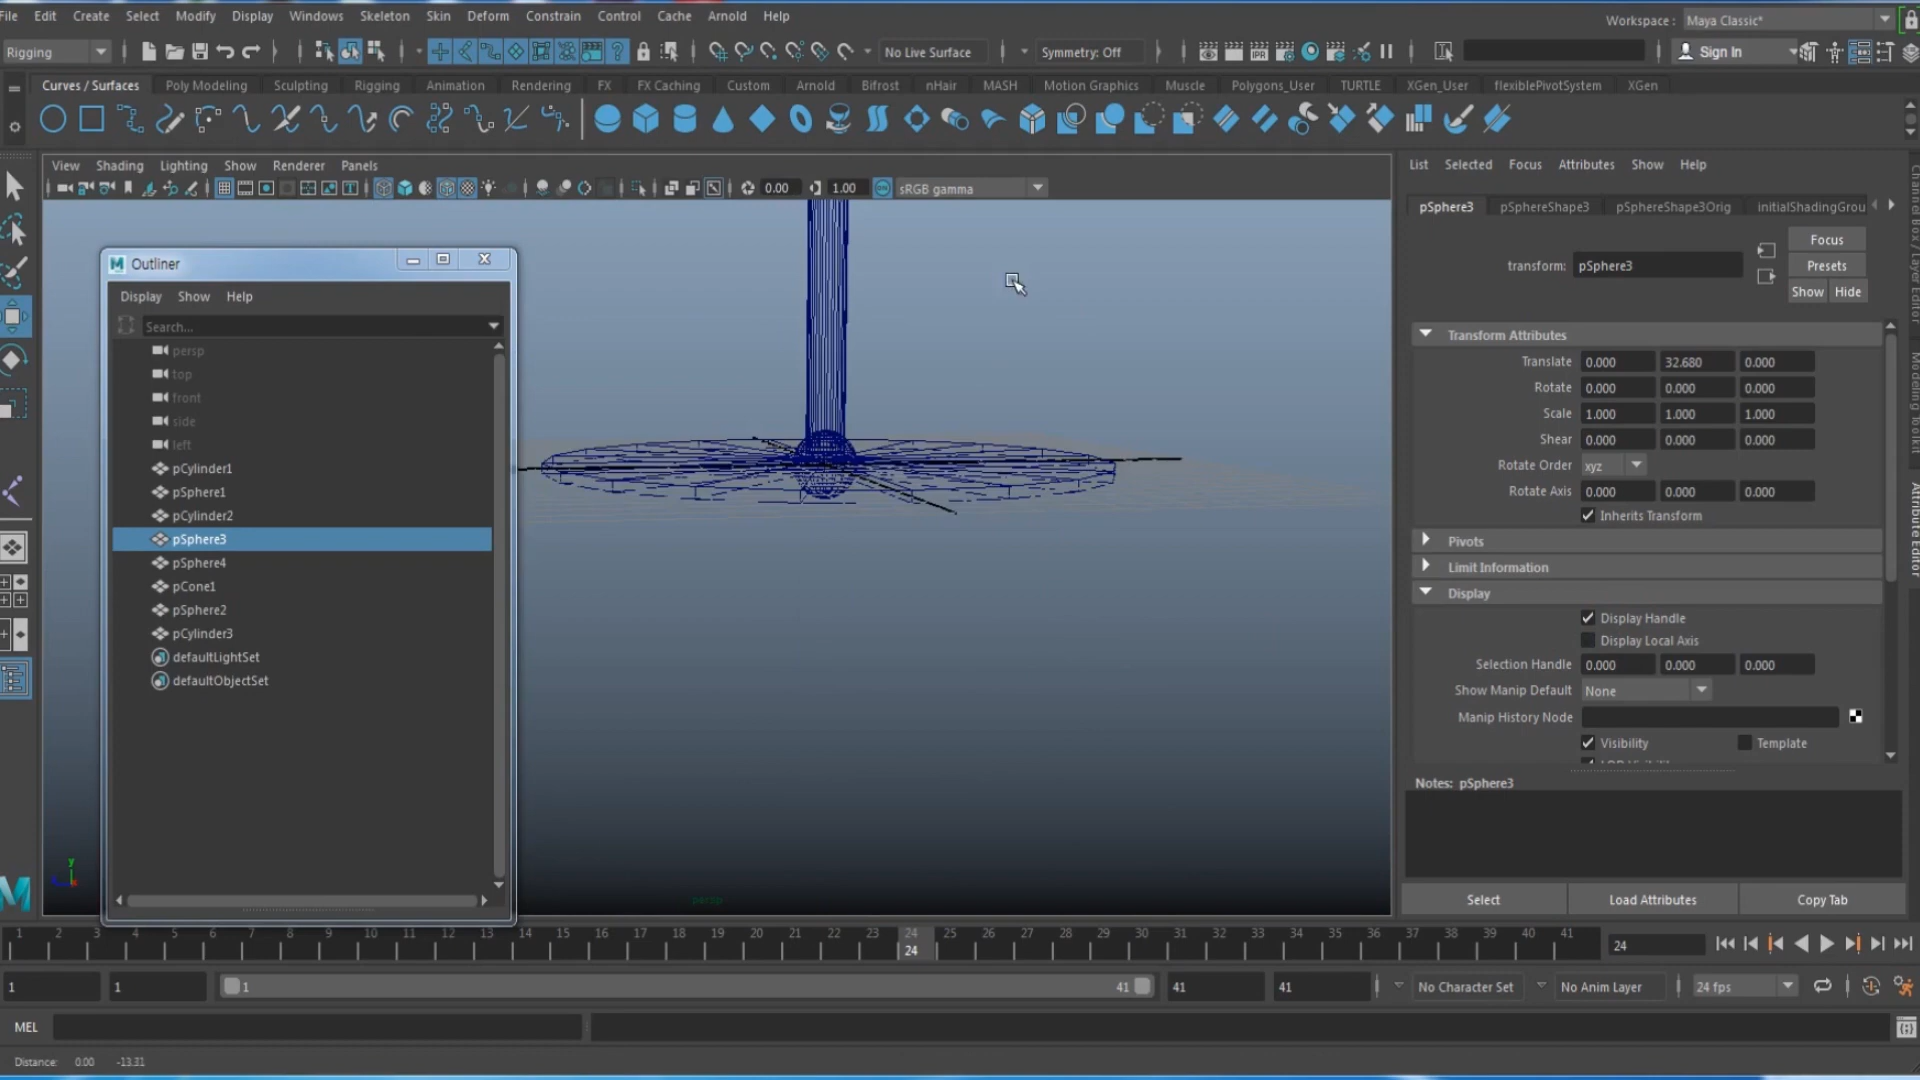 File Edit Create Select Modify Display Windows Skeleton Skin Deform Constrain Control Cache Arnold Help
Workspace : Maya Classic*
Rigging No Live Surface Symmetry: Off Sign In
Curves / Surfaces Poly Modeling Sculpting Rigging Animation Rendering FX FX Caching Custom Arnold Bifrost nHair MASH Motion Graphics Muscle Polygons_User TURTLE XGen_User flexiblePivotSystem XGen
View Shading Lighting Show Renderer Panels
0.00 1.00 sRGB gamma
Outliner
Display Show Help
Search...
persp
top
front
side
left
pCylinder1
pSphere1
pCylinder2
pSphere3
pSphere4
pCone1
pSphere2
pCylinder3
defaultLightSet
defaultObjectSet
y
persp
List Selected Focus Attributes Show Help
pSphere3 pSphereShape3 pSphereShape3Orig initialShadingGrou
transform: pSphere3
Focus
Presets
Show Hide
Transform Attributes
Translate 0.000 32.680 0.000
Rotate 0.000 0.000 0.000
Scale 1.000 1.000 1.000
Shear 0.000 0.000 0.000
Rotate Order xyz
Rotate Axis 0.000 0.000 0.000
Inherits Transform
Pivots
Limit Information
Display
Display Handle
Display Local Axis
Selection Handle 0.000 0.000 0.000
Show Manip Default None
Manip History Node
Visibility Template
Notes: pSphere3
Select Load Attributes Copy Tab
Channel Box / Layer Editor
Modeling Toolkit
Attribute Editor
1 2 3 4 5 6 7 8 9 10 11 12 13 14 15 16 17 18 19 20 21 22 23 24 25 26 27 28 29 30 31 32 33 34 35 36 37 38 39 40 41
24 24
1 1 1 41 41 41 No Character Set No Anim Layer 24 fps
MEL
Distance: 0.00 -13.31